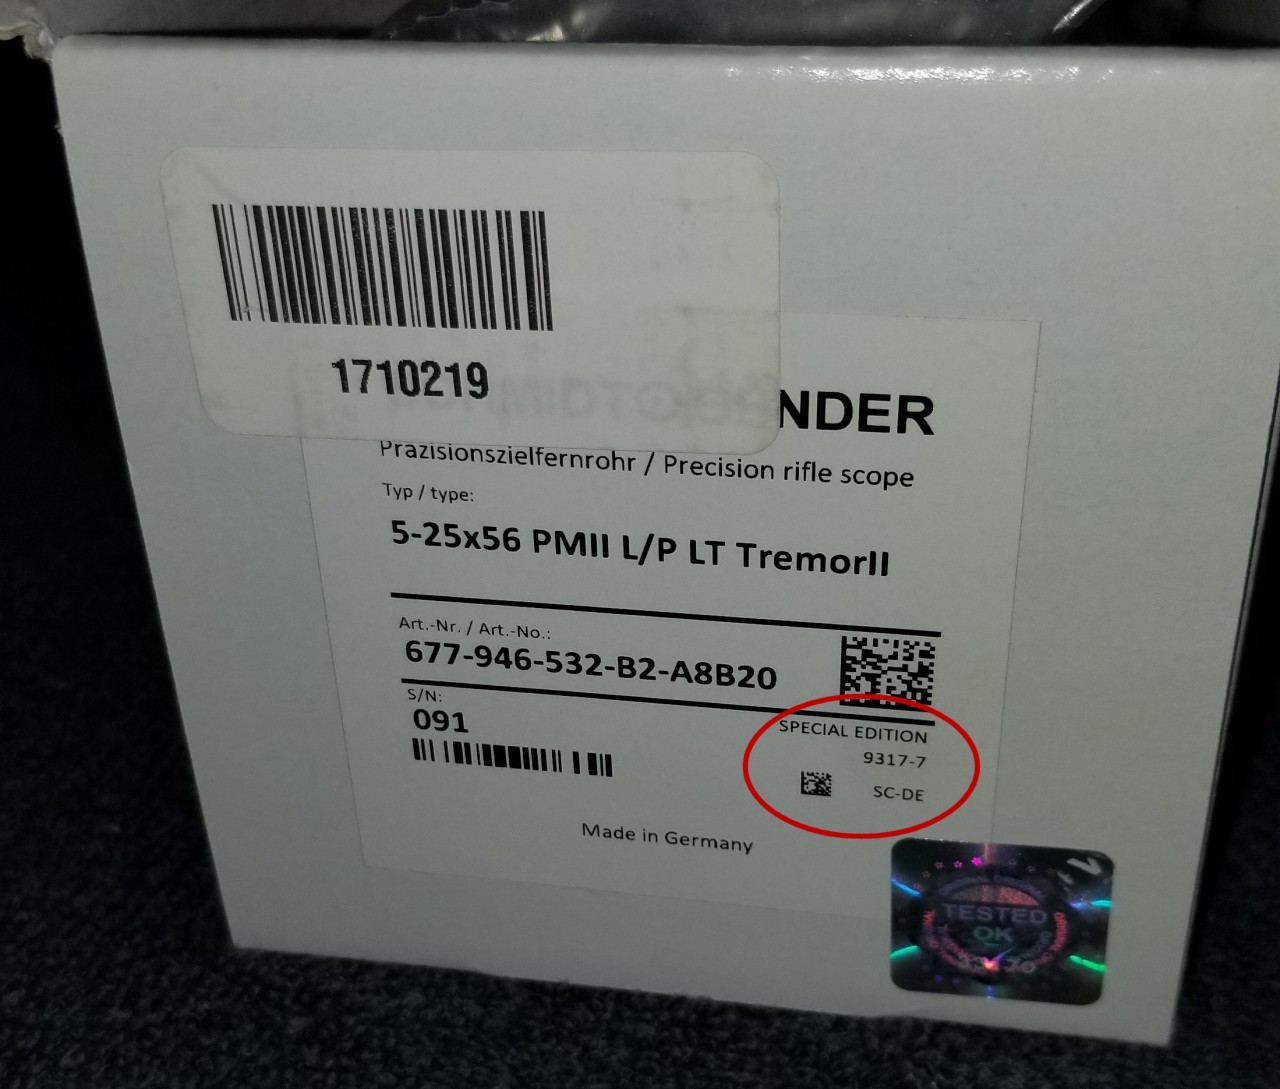 1710219
NDER
Präzisionszielfernrohr / Precision rifle scope
Typ / type:
5-25x56 PMII L/P LT TremorII
Art.-Nr. / Art.-No.:
677-946-532-B2-A8B20
S/N:
091
SPECIAL EDITION
9317-7
SC-DE
Made in Germany
TESTED
OK